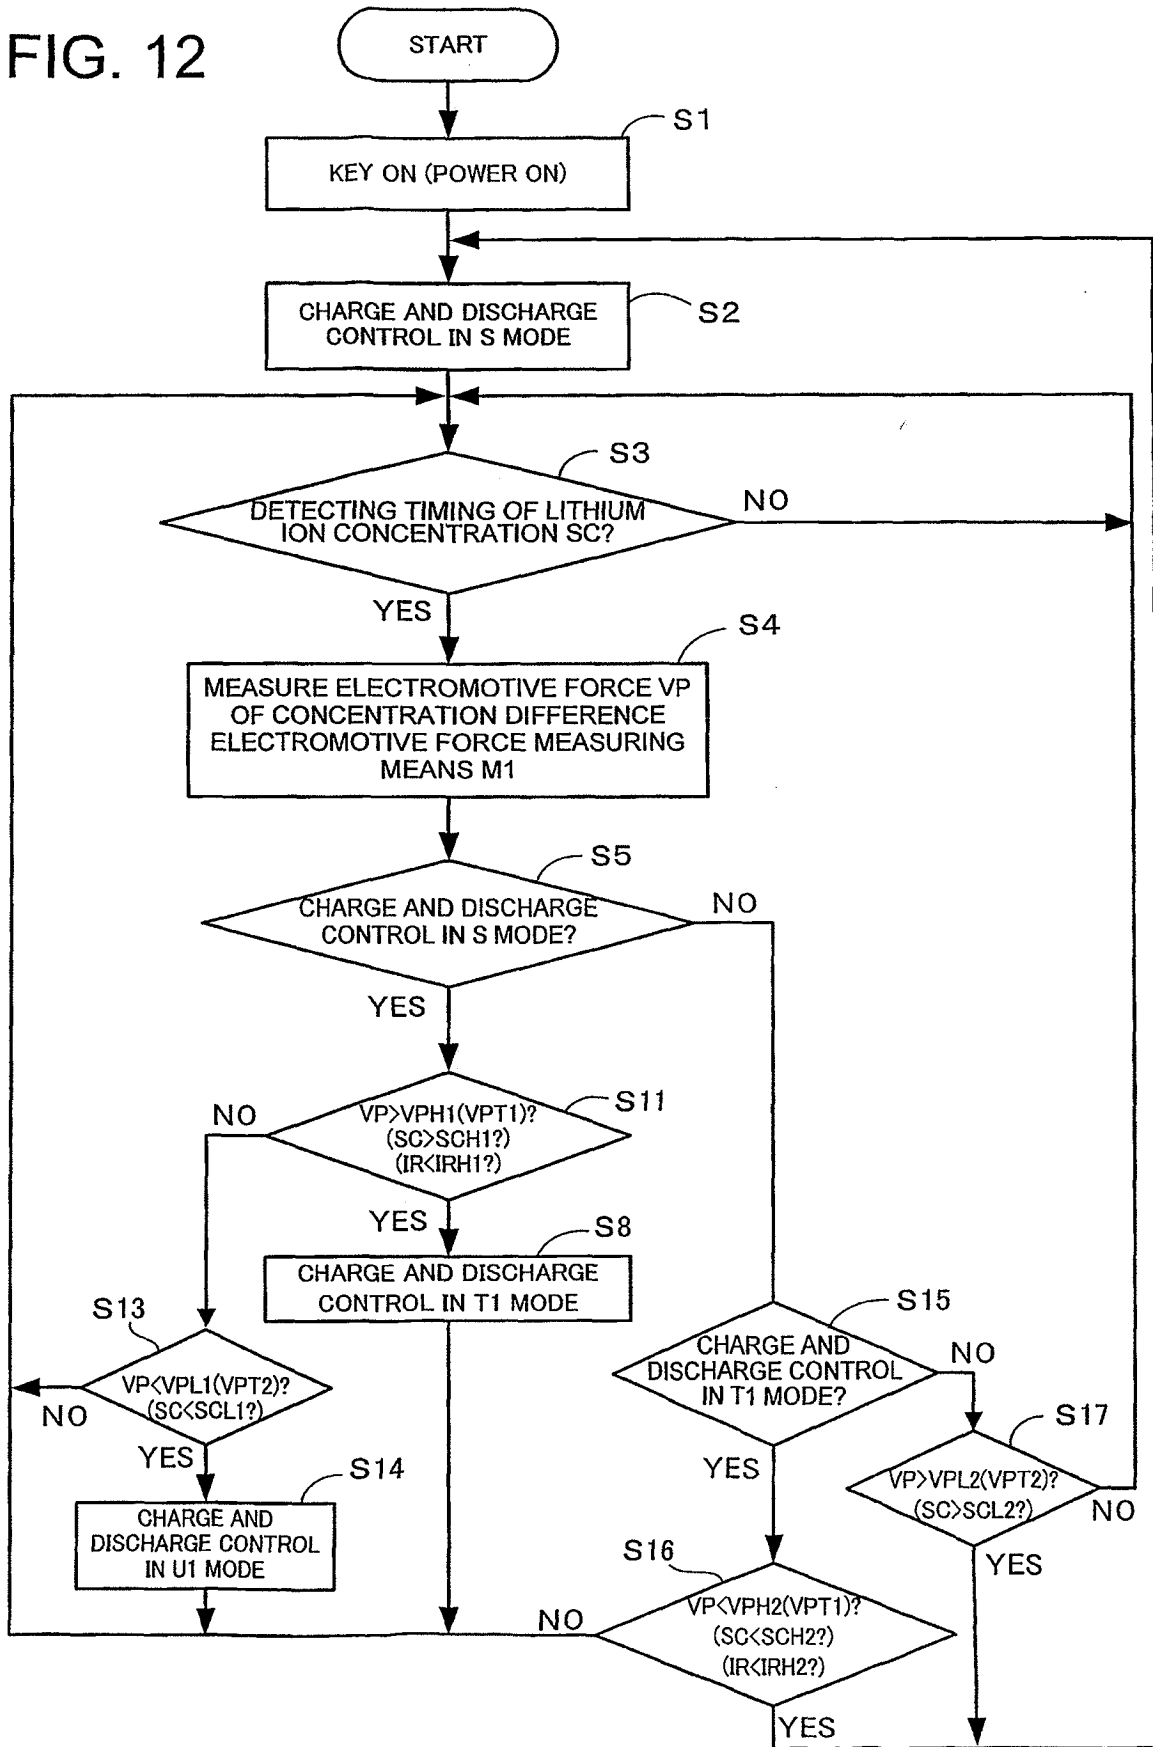 FIG. 12
START
S1
KEY ON (POWER ON)
S2
CHARGE AND DISCHARGE
CONTROL IN S MODE
S3
DETECTING TIMING OF LITHIUM
ION CONCENTRATION SC?
NO
YES
S4
MEASURE ELECTROMOTIVE FORCE VP
OF CONCENTRATION DIFFERENCE
ELECTROMOTIVE FORCE MEASURING
MEANS M1
S5
CHARGE AND DISCHARGE
CONTROL IN S MODE?
NO
YES
S11
VP>VPH1(VPT1)?
(SC>SCH1?)
(IR<IRH1?)
NO
YES
S8
CHARGE AND DISCHARGE
CONTROL IN T1 MODE
S13
VP<VPL1(VPT2)?
(SC<SCL1?)
NO
YES
S14
CHARGE AND
DISCHARGE CONTROL
IN U1 MODE
S15
CHARGE AND
DISCHARGE CONTROL
IN T1 MODE?
NO
YES
S17
VP>VPL2(VPT2)?
(SC>SCL2?)
NO
YES
S16
VP<VPH2(VPT1)?
(SC<SCH2?)
(IR<IRH2?)
NO
YES